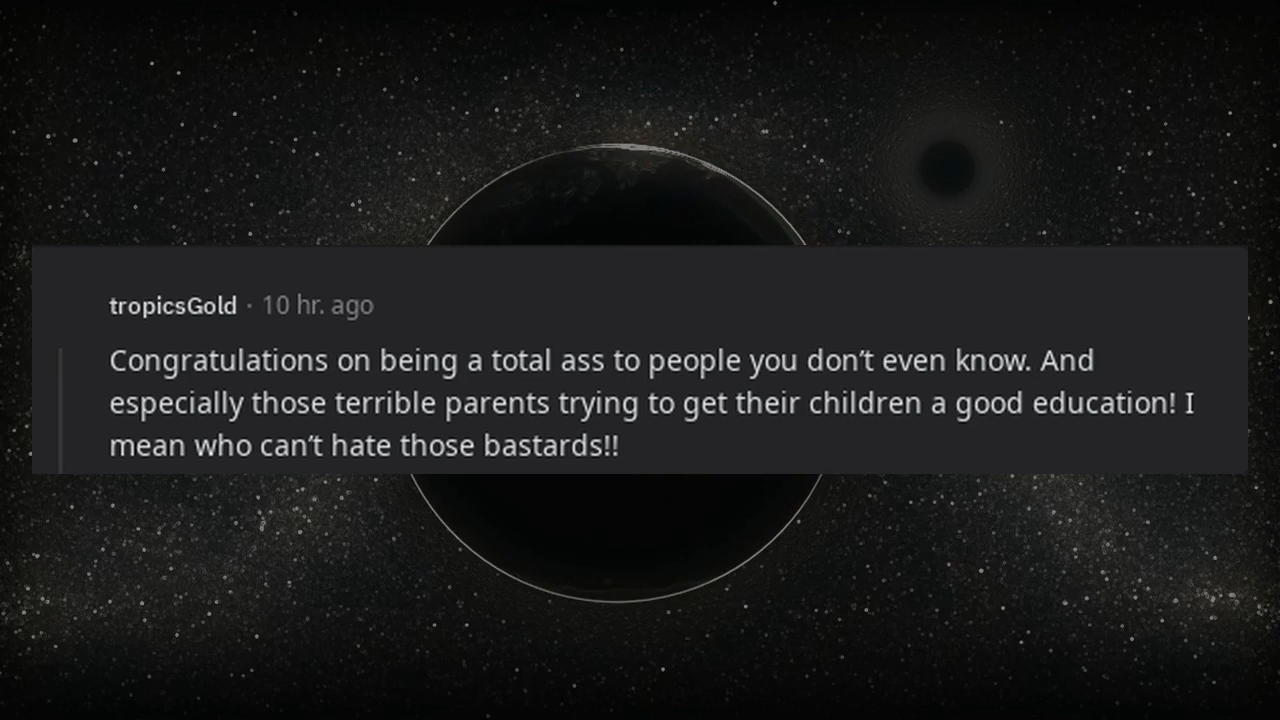 tropicsGold · 10 hr. ago
Congratulations on being a total ass to people you don’t even know. And
especially those terrible parents trying to get their children a good education! I
mean who can’t hate those bastards!!